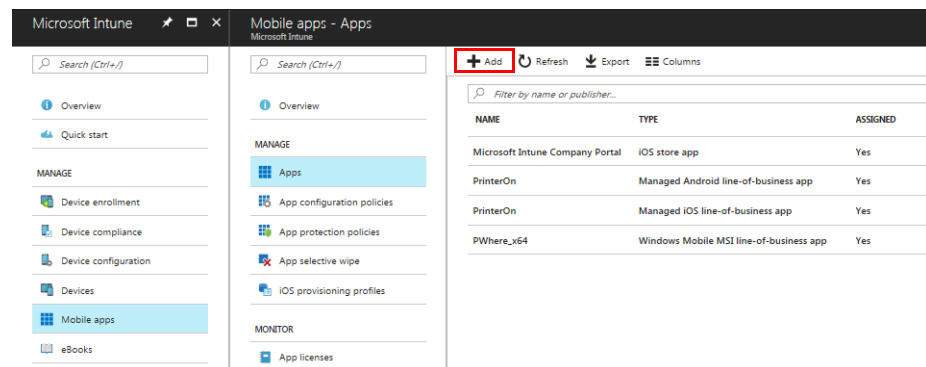 Microsoft Intune
Mobile apps - Apps
Microsoft Intune
Search (Ctrl+/)
Overview
Quick start
MANAGE
Device enrollment
Device compliance
Device configuration
Devices
Mobile apps
eBooks
Search (Ctrl+/)
Overview
MANAGE
Apps
App configuration policies
App protection policies
App selective wipe
iOS provisioning profiles
MONITOR
App licenses
Add Refresh Export Columns
Filter by name or publisher...
NAME TYPE ASSIGNED
Microsoft Intune Company Portal iOS store app Yes
PrinterOn Managed Android line-of-business app Yes
PrinterOn Managed iOS line-of-business app Yes
PWhere_x64 Windows Mobile MSI line-of-business app Yes